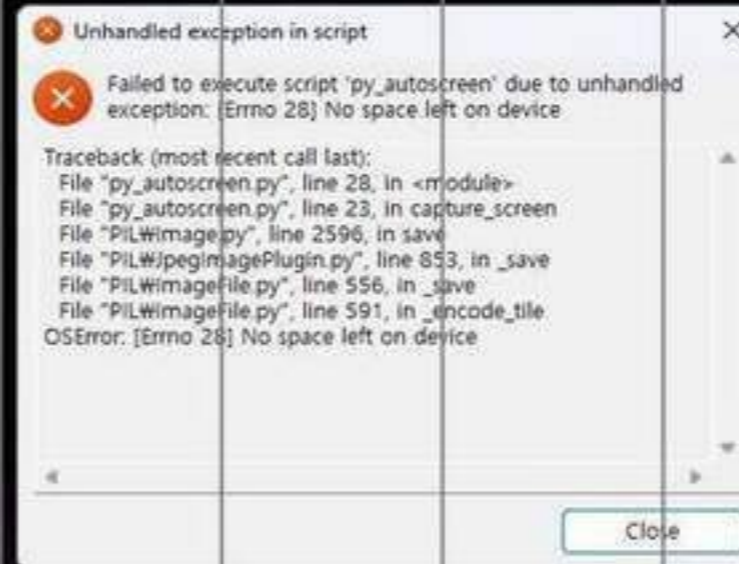 Unhandled exception in script
Failed to execute script 'py_autoscreen' due to unhandled
exception: [Errno 28] No space left on device
Traceback (most recent call last):
File "py_autoscreen.py", line 28, in <module>
File "py_autoscreen.py", line 23, in capture_screen
File "PIL₩Image.py", line 2596, in save
File "PIL₩JpegImagePlugin.py", line 853, in _save
File "PIL₩ImageFile.py", line 556, in _save
File "PIL₩ImageFile.py", line 591, in _encode_tile
OSError: [Errno 28] No space left on device
Close